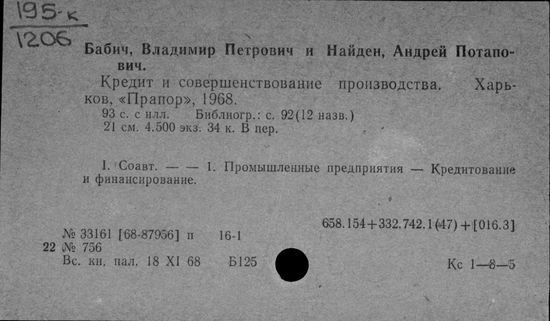 195-к
1206
Бабич, Владимир Петрович и Найден, Андрей Потапо-
вич.
Кредит и совершенствование производства. Харь-
ков, «Прапор», 1968.
93 с. с илл. Библиогр.: с. 92 (12 назв.)
21 см. 4.500 экз. 34 к. В пер.
I. Соавт. — — 1. Промышленные предприятия — Кредитование
и финансирование.
658.154+332.742.1(47)+[016.3]
№ 33161 [68-87956] п 16-1
22 № 756
Вс. кн. пал. 18 XI 68 Б125 Кс 1—8—5